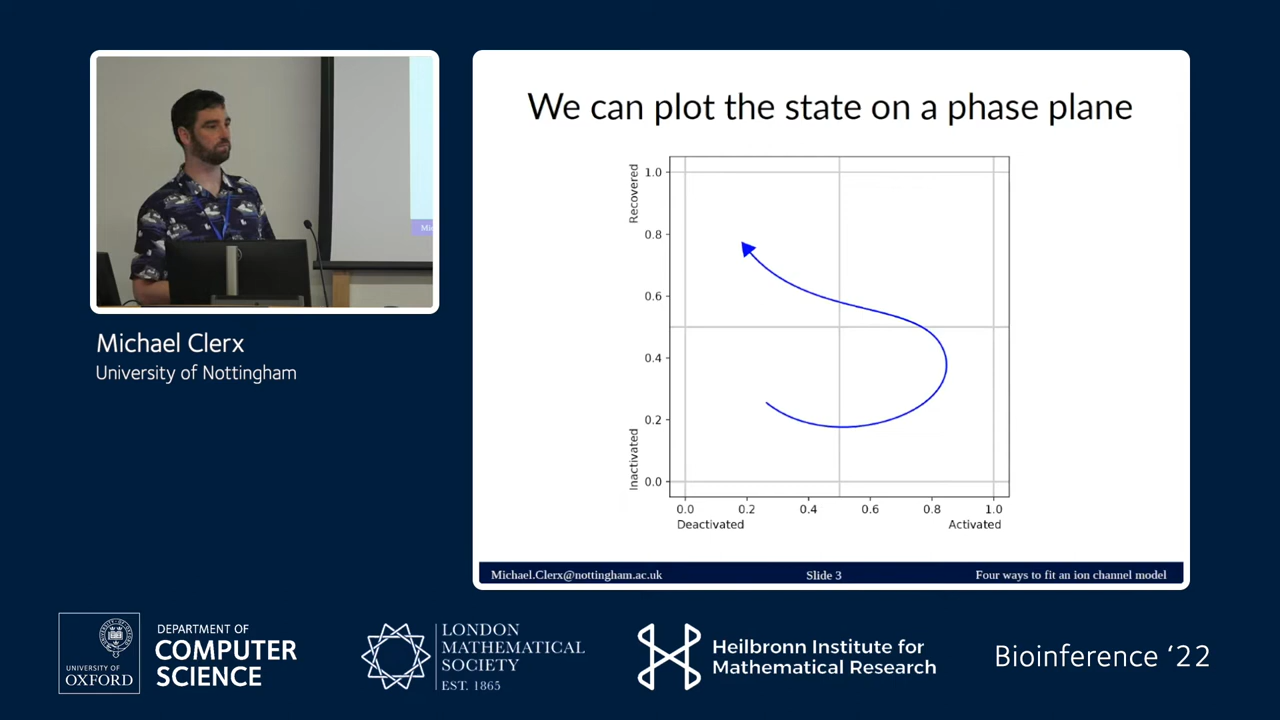 We can plot the state on a phase plane
Recovered
Inactivated
1.0
0.8
0.6
0.4
0.2
0.0
0.0 0.2 0.4 0.6 0.8 1.0
Deactivated Activated
Michael.Clerx@nottingham.ac.uk Slide 3 Four ways to fit an ion channel model
Mic
Michael Clerx
University of Nottingham
UNIVERSITY OF
OXFORD
DEPARTMENT OF
COMPUTER
SCIENCE
LONDON
MATHEMATICAL
SOCIETY
EST. 1865
Heilbronn Institute for
Mathematical Research
Bioinference ‘22